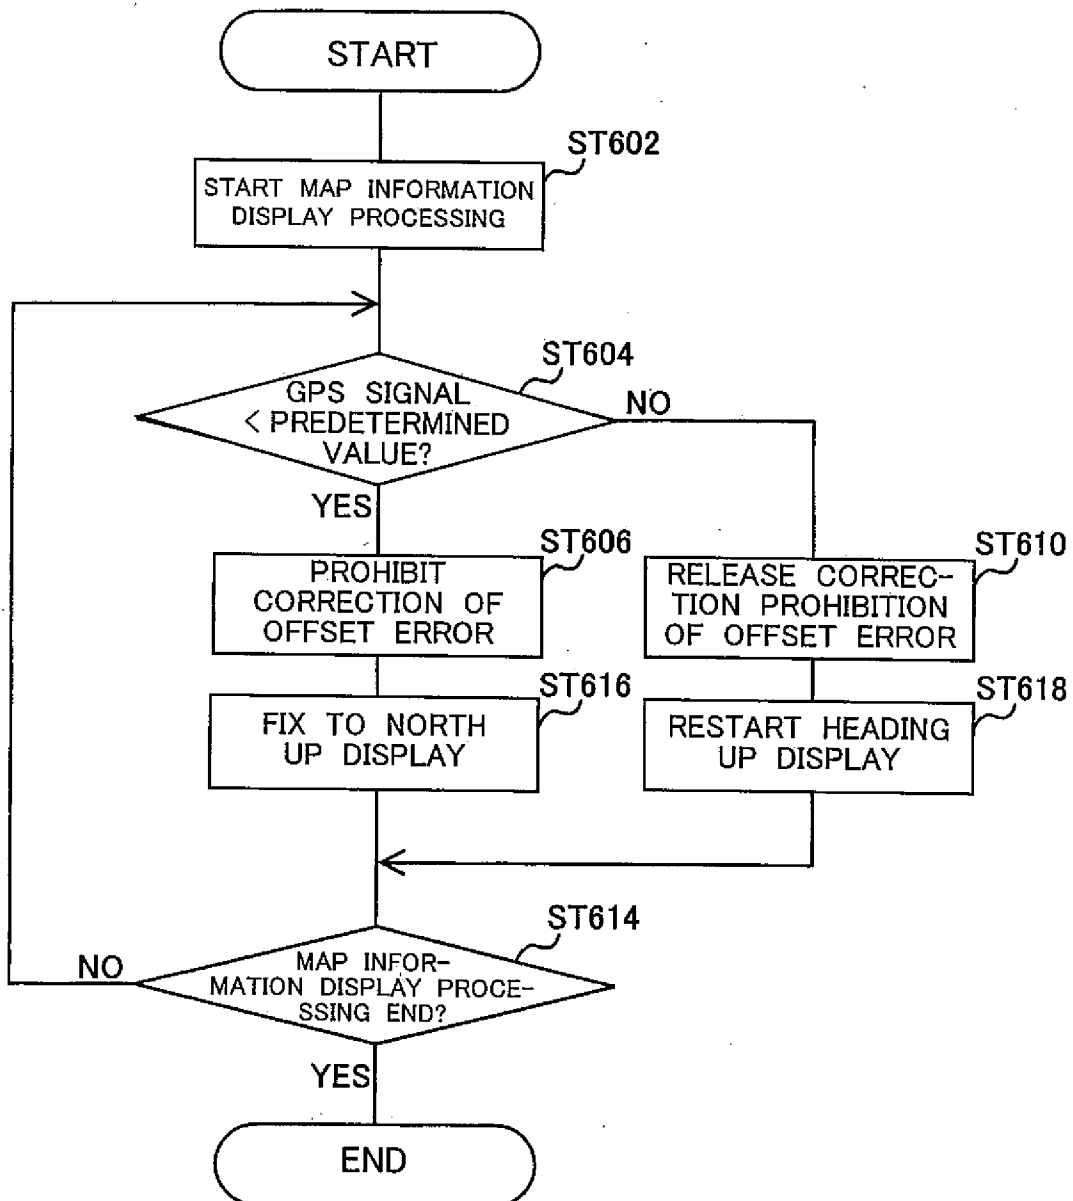 START
ST602
START MAP INFORMATION
DISPLAY PROCESSING
ST604
GPS SIGNAL
< PREDETERMINED
VALUE?
NO
YES
ST606
PROHIBIT
CORRECTION OF
OFFSET ERROR
ST610
RELEASE CORREC-
TION PROHIBITION
OF OFFSET ERROR
ST616
FIX TO NORTH
UP DISPLAY
ST618
RESTART HEADING
UP DISPLAY
ST614
MAP INFOR-
MATION DISPLAY PROCE-
SSING END?
NO
YES
END